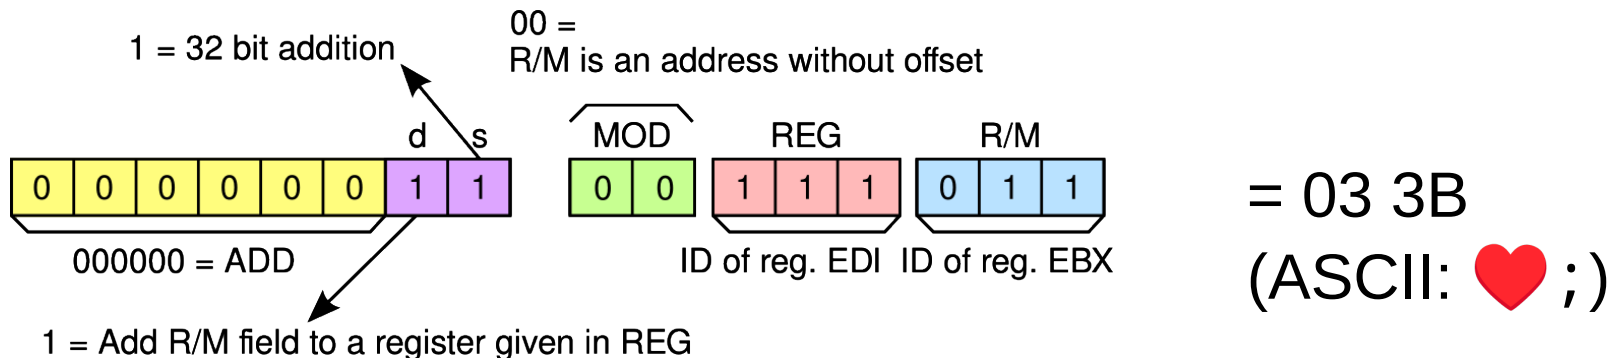 00 =
1 = 32 bit addition
R/M is an address without offset
d s MOD REG R/M
0 0 0 0 0 0 1 1 0 0 1 1 1 0 1 1
= 03 3B
000000 = ADD
ID of reg. EDI ID of reg. EBX
(ASCII: ❤️ ;)
1 = Add R/M field to a register given in REG